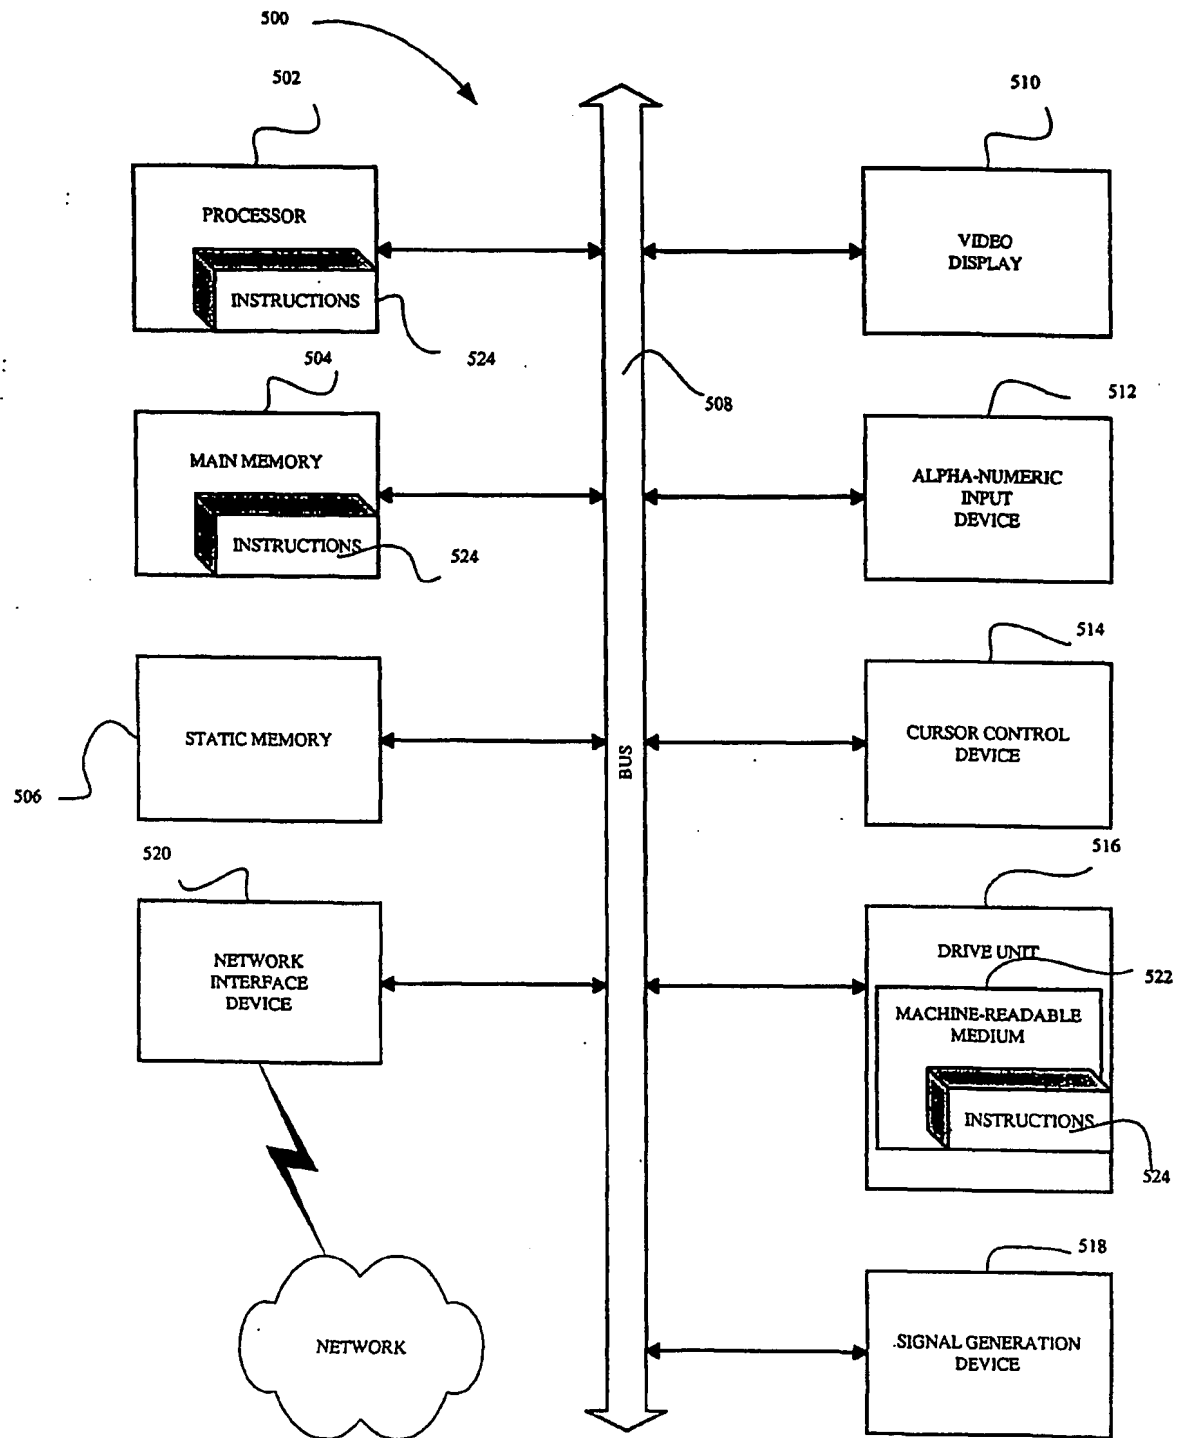 500
502
PROCESSOR
INSTRUCTIONS
524
504
MAIN MEMORY
INSTRUCTIONS
524
STATIC MEMORY
506
520
NETWORK
INTERFACE
DEVICE
NETWORK
BUS
508
510
VIDEO
DISPLAY
512
ALPHA-NUMERIC
INPUT
DEVICE
514
CURSOR CONTROL
DEVICE
516
DRIVE UNIT
522
MACHINE-READABLE
MEDIUM
INSTRUCTIONS
524
518
SIGNAL GENERATION
DEVICE